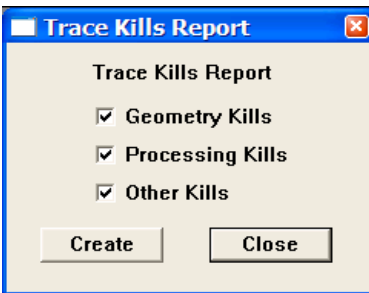 Trace Kills Report
Trace Kills Report
Geometry Kills
Processing Kills
Other Kills
Create Close